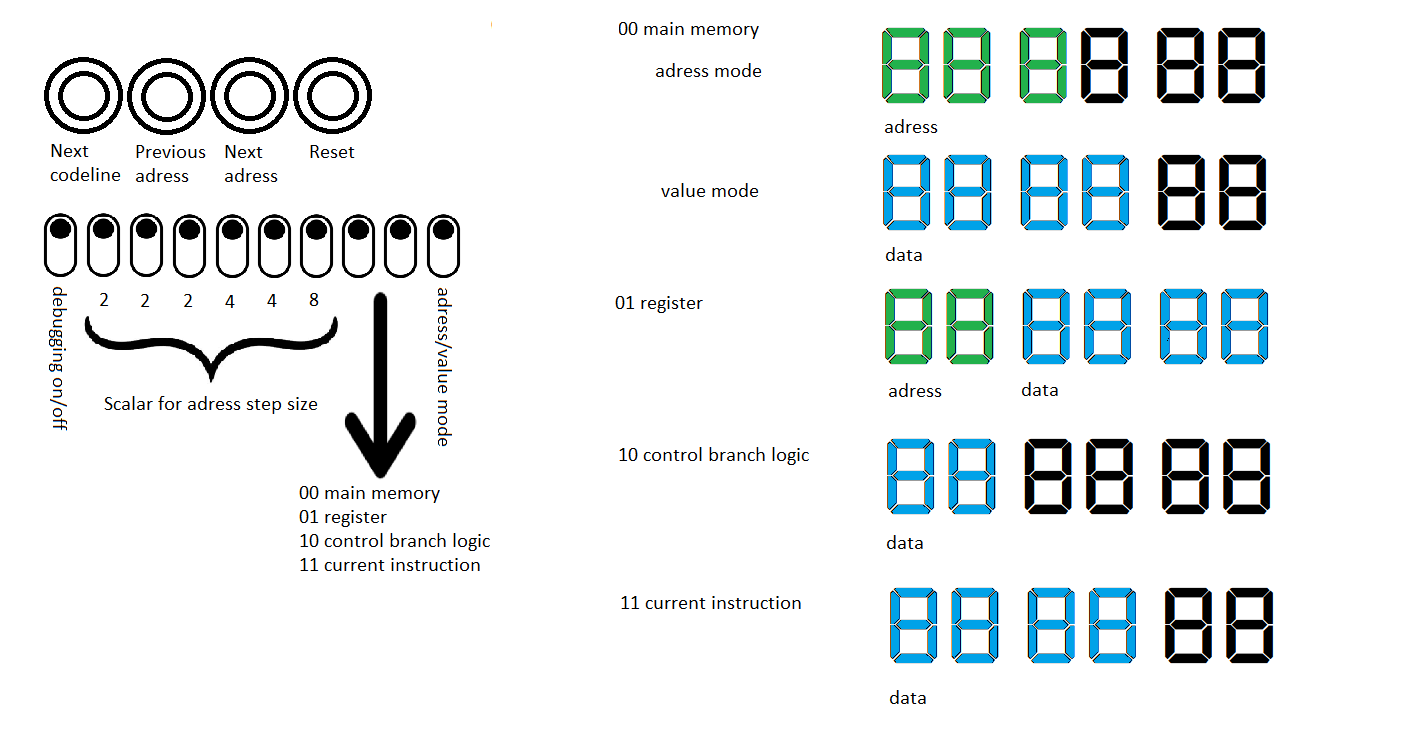 Next
codeline
Previous
adress
Next
adress
Reset
2 2 2 4 4 8
debugging on/off
Scalar for adress step size
adress/value mode
00 main memory
01 register
10 control branch logic
11 current instruction
00 main memory
adress mode
adress
value mode
data
01 register
adress
data
10 control branch logic
data
11 current instruction
data